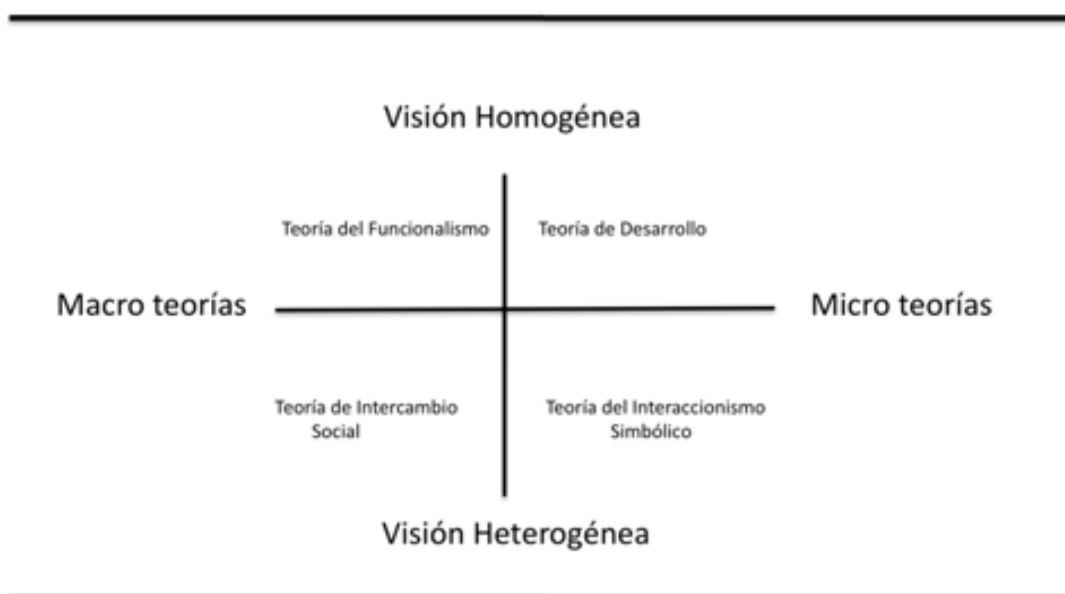 Visión Homogénea
Teoría del Funcionalismo
Teoría de Desarrollo
Macro teorías
Micro teorías
Teoría de Intercambio
Social
Teoría del Interaccionismo
Simbólico
Visión Heterogénea